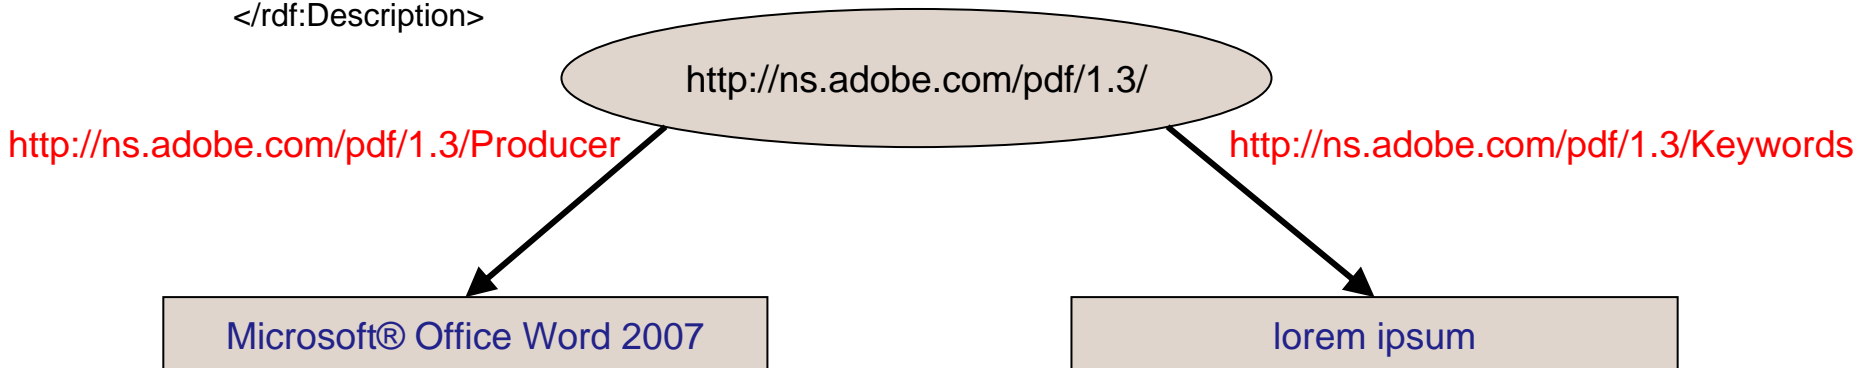 </rdf:Description>
http://ns.adobe.com/pdf/1.3/
http://ns.adobe.com/pdf/1.3/Producer
http://ns.adobe.com/pdf/1.3/Keywords
Microsoft® Office Word 2007
lorem ipsum